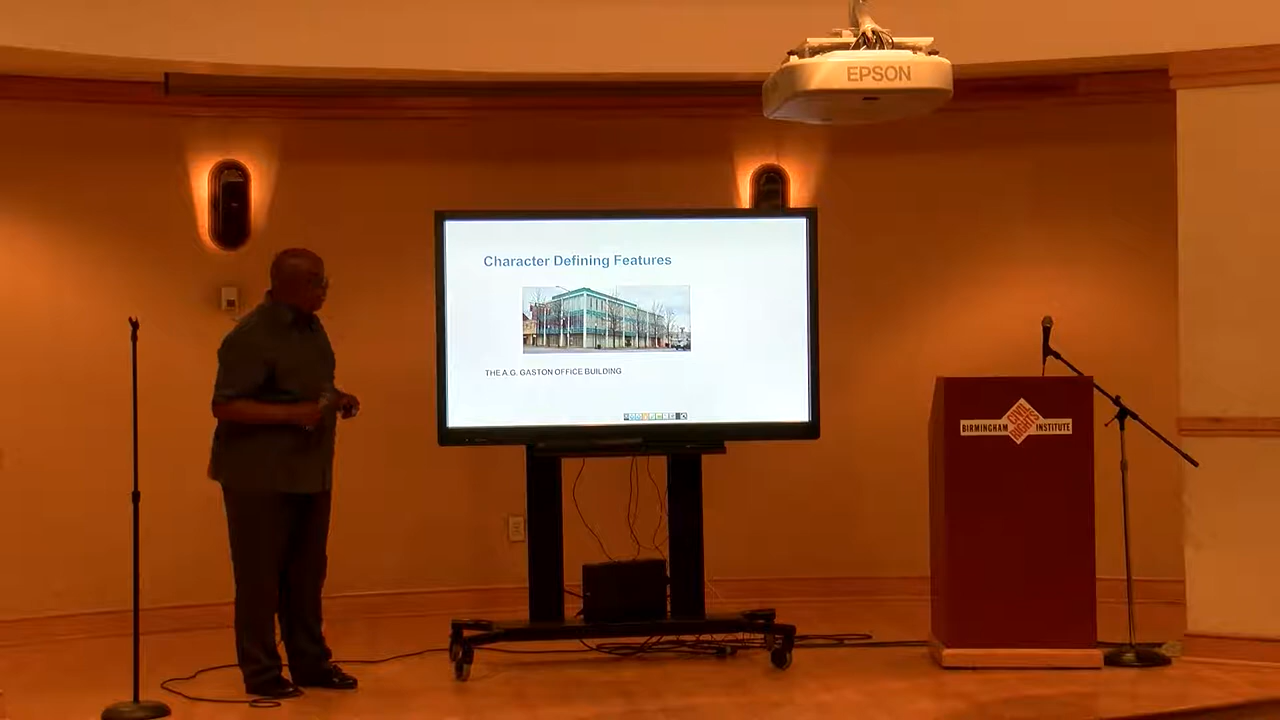 EPSON
Character Defining Features
THE A.G. GASTON OFFICE BUILDING
BIRMINGHAM CIVIL RIGHTS INSTITUTE